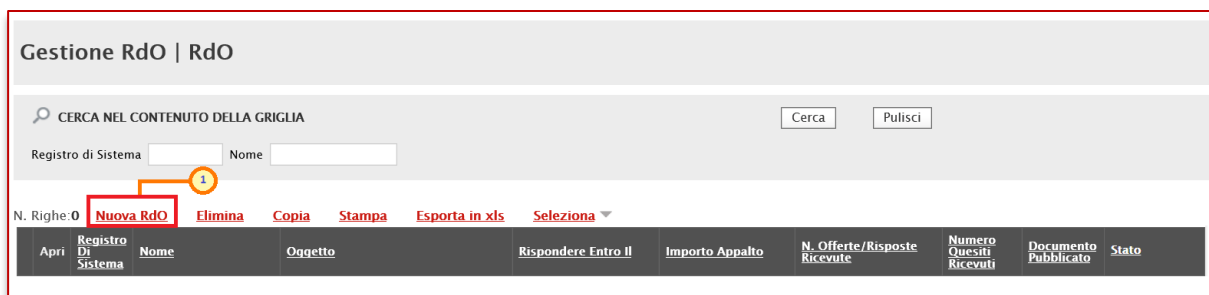 Gestione RdO | RdO
CERCA NEL CONTENUTO DELLA GRIGLIA
Cerca
Pulisci
Registro di Sistema
Nome
1
N. Righe:0 Nuova RdO Elimina Copia Stampa Esporta in xls Seleziona
Apri
Registro
Di
Sistema
Nome
Oggetto
Rispondere Entro Il
Importo Appalto
N. Offerte/Risposte
Ricevute
Numero
Quesiti
Ricevuti
Documento
Pubblicato
Stato